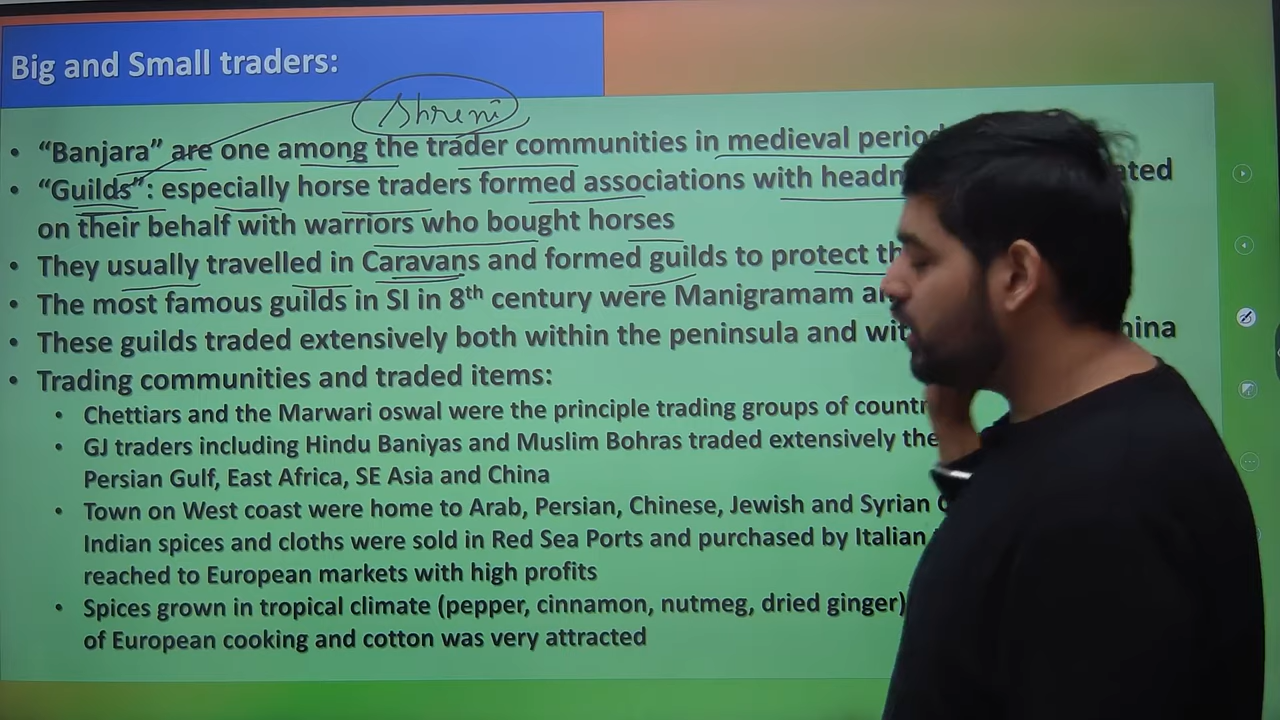 Big and Small traders:
Shreni
• “Banjara” are one among the trader communities in medieval
• “Guilds”: especially horse traders formed associations with
on their behalf with warriors who bought horses
• They usually travelled in Caravans and formed guilds to protect
• The most famous guilds in SI in 8th century were Manigramam
• These guilds traded extensively both within the peninsula and
• Trading communities and traded items:
• Chettiars and the Marwari oswal were the principle trading groups of
• GJ traders including Hindu Baniyas and Muslim Bohras traded extensively
Persian Gulf, East Africa, SE Asia and China
• Town on West coast were home to Arab, Persian, Chinese, Jewish and Syrian
Indian spices and cloths were sold in Red Sea Ports and purchased by Italian
reached to European markets with high profits
• Spices grown in tropical climate (pepper, cinnamon, nutmeg, dried ginger)
of European cooking and cotton was very attracted